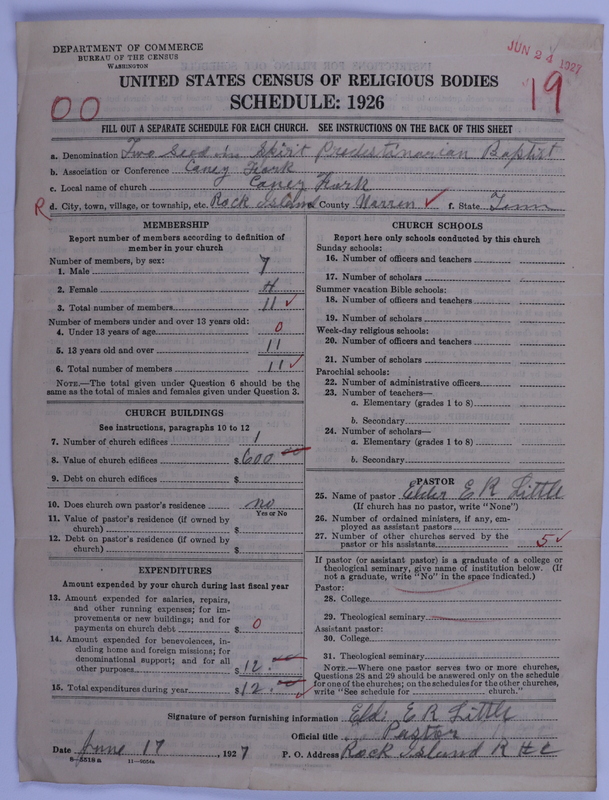 DEPARTMENT OF COMMERCE
BUREAU OF THE CENSUS
WASHINGTON
JUN 24 1927
UNITED STATES CENSUS OF RELIGIOUS BODIES
SCHEDULE: 1926
00
19
FILL OUT A SEPARATE SCHEDULE FOR EACH CHURCH. SEE INSTRUCTIONS ON THE BACK OF THIS SHEET
a. Denomination Two Seed in Spirit Predestinarian Baptist
b. Association or Conference Caney Fork
c. Local name of church Caney Fork
R d. City, town, village, or township, etc. Rock Island County Warren f. State Tenn
MEMBERSHIP
Report number of members according to definition of member in your church
Number of members, by sex:
1. Male 7
2. Female 4
3. Total number of members 11
Number of members under and over 13 years old:
4. Under 13 years of age 0
5. 13 years old and over 11
6. Total number of members 11
NOTE.—The total given under Question 6 should be the
same as the total of males and females given under Question 3.
CHURCH BUILDINGS
See instructions, paragraphs 10 to 12
7. Number of church edifices 1
8. Value of church edifices $600 00
9. Debt on church edifices $
10. Does church own pastor's residence no
Yes or No
11. Value of pastor's residence (if owned by
church) $
12. Debt on pastor's residence (if owned by
church) $
EXPENDITURES
Amount expended by your church during last fiscal year
13. Amount expended for salaries, repairs,
and other running expenses; for im-
provements or new buildings; and for
payments on church debt $ 0
14. Amount expended for benevolences, in-
cluding home and foreign missions; for
denominational support; and for all
other purposes $12.00
15. Total expenditures during year $12.00
CHURCH SCHOOLS
Report here only schools conducted by this church
Sunday schools:
16. Number of officers and teachers
17. Number of scholars
Summer vacation Bible schools:
18. Number of officers and teachers
19. Number of scholars
Week-day religious schools:
20. Number of officers and teachers
21. Number of scholars
Parochial schools:
22. Number of administrative officers
23. Number of teachers—
a. Elementary (grades 1 to 8)
b. Secondary
24. Number of scholars—
a. Elementary (grades 1 to 8)
b. Secondary
PASTOR
25. Name of pastor Elder E R Little
(If church has no pastor, write "None")
26. Number of ordained ministers, if any, em-
ployed as assistant pastors
27. Number of other churches served by the
pastor or his assistants 5
If pastor (or assistant pastor) is a graduate of a college or
theological seminary, give name of institution below. (If
not a graduate, write "No" in the space indicated.)
Pastor:
28. College
29. Theological seminary
Assistant pastor:
30. College
31. Theological seminary
NOTE.—Where one pastor serves two or more churches,
Questions 28 and 29 should be answered only on the schedule
for one of the churches; on the schedules for the other churches,
write "See schedule for church."
Signature of person furnishing information Eld. E R Little
Official title Pastor
Date June 17, 1927 P. O. Address Rock Island R
8-5518a 11-8054a